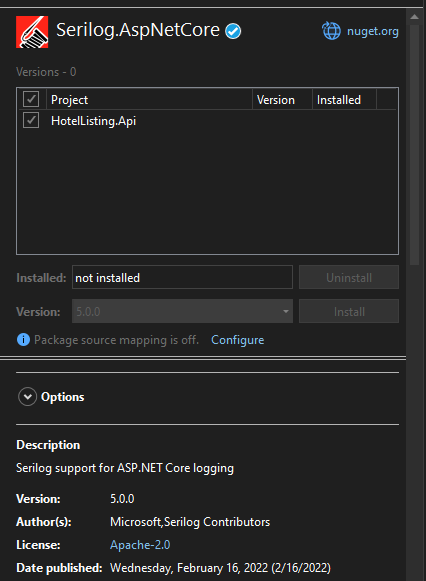 Serilog.AspNetCore nuget.org
Versions - 0
Project Version Installed
HotelListing.Api
Installed: not installed Uninstall
Version: 5.0.0 Install
Package source mapping is off. Configure
Options
Description
Serilog support for ASP.NET Core logging
Version: 5.0.0
Author(s): Microsoft,Serilog Contributors
License: Apache-2.0
Date published: Wednesday, February 16, 2022 (2/16/2022)